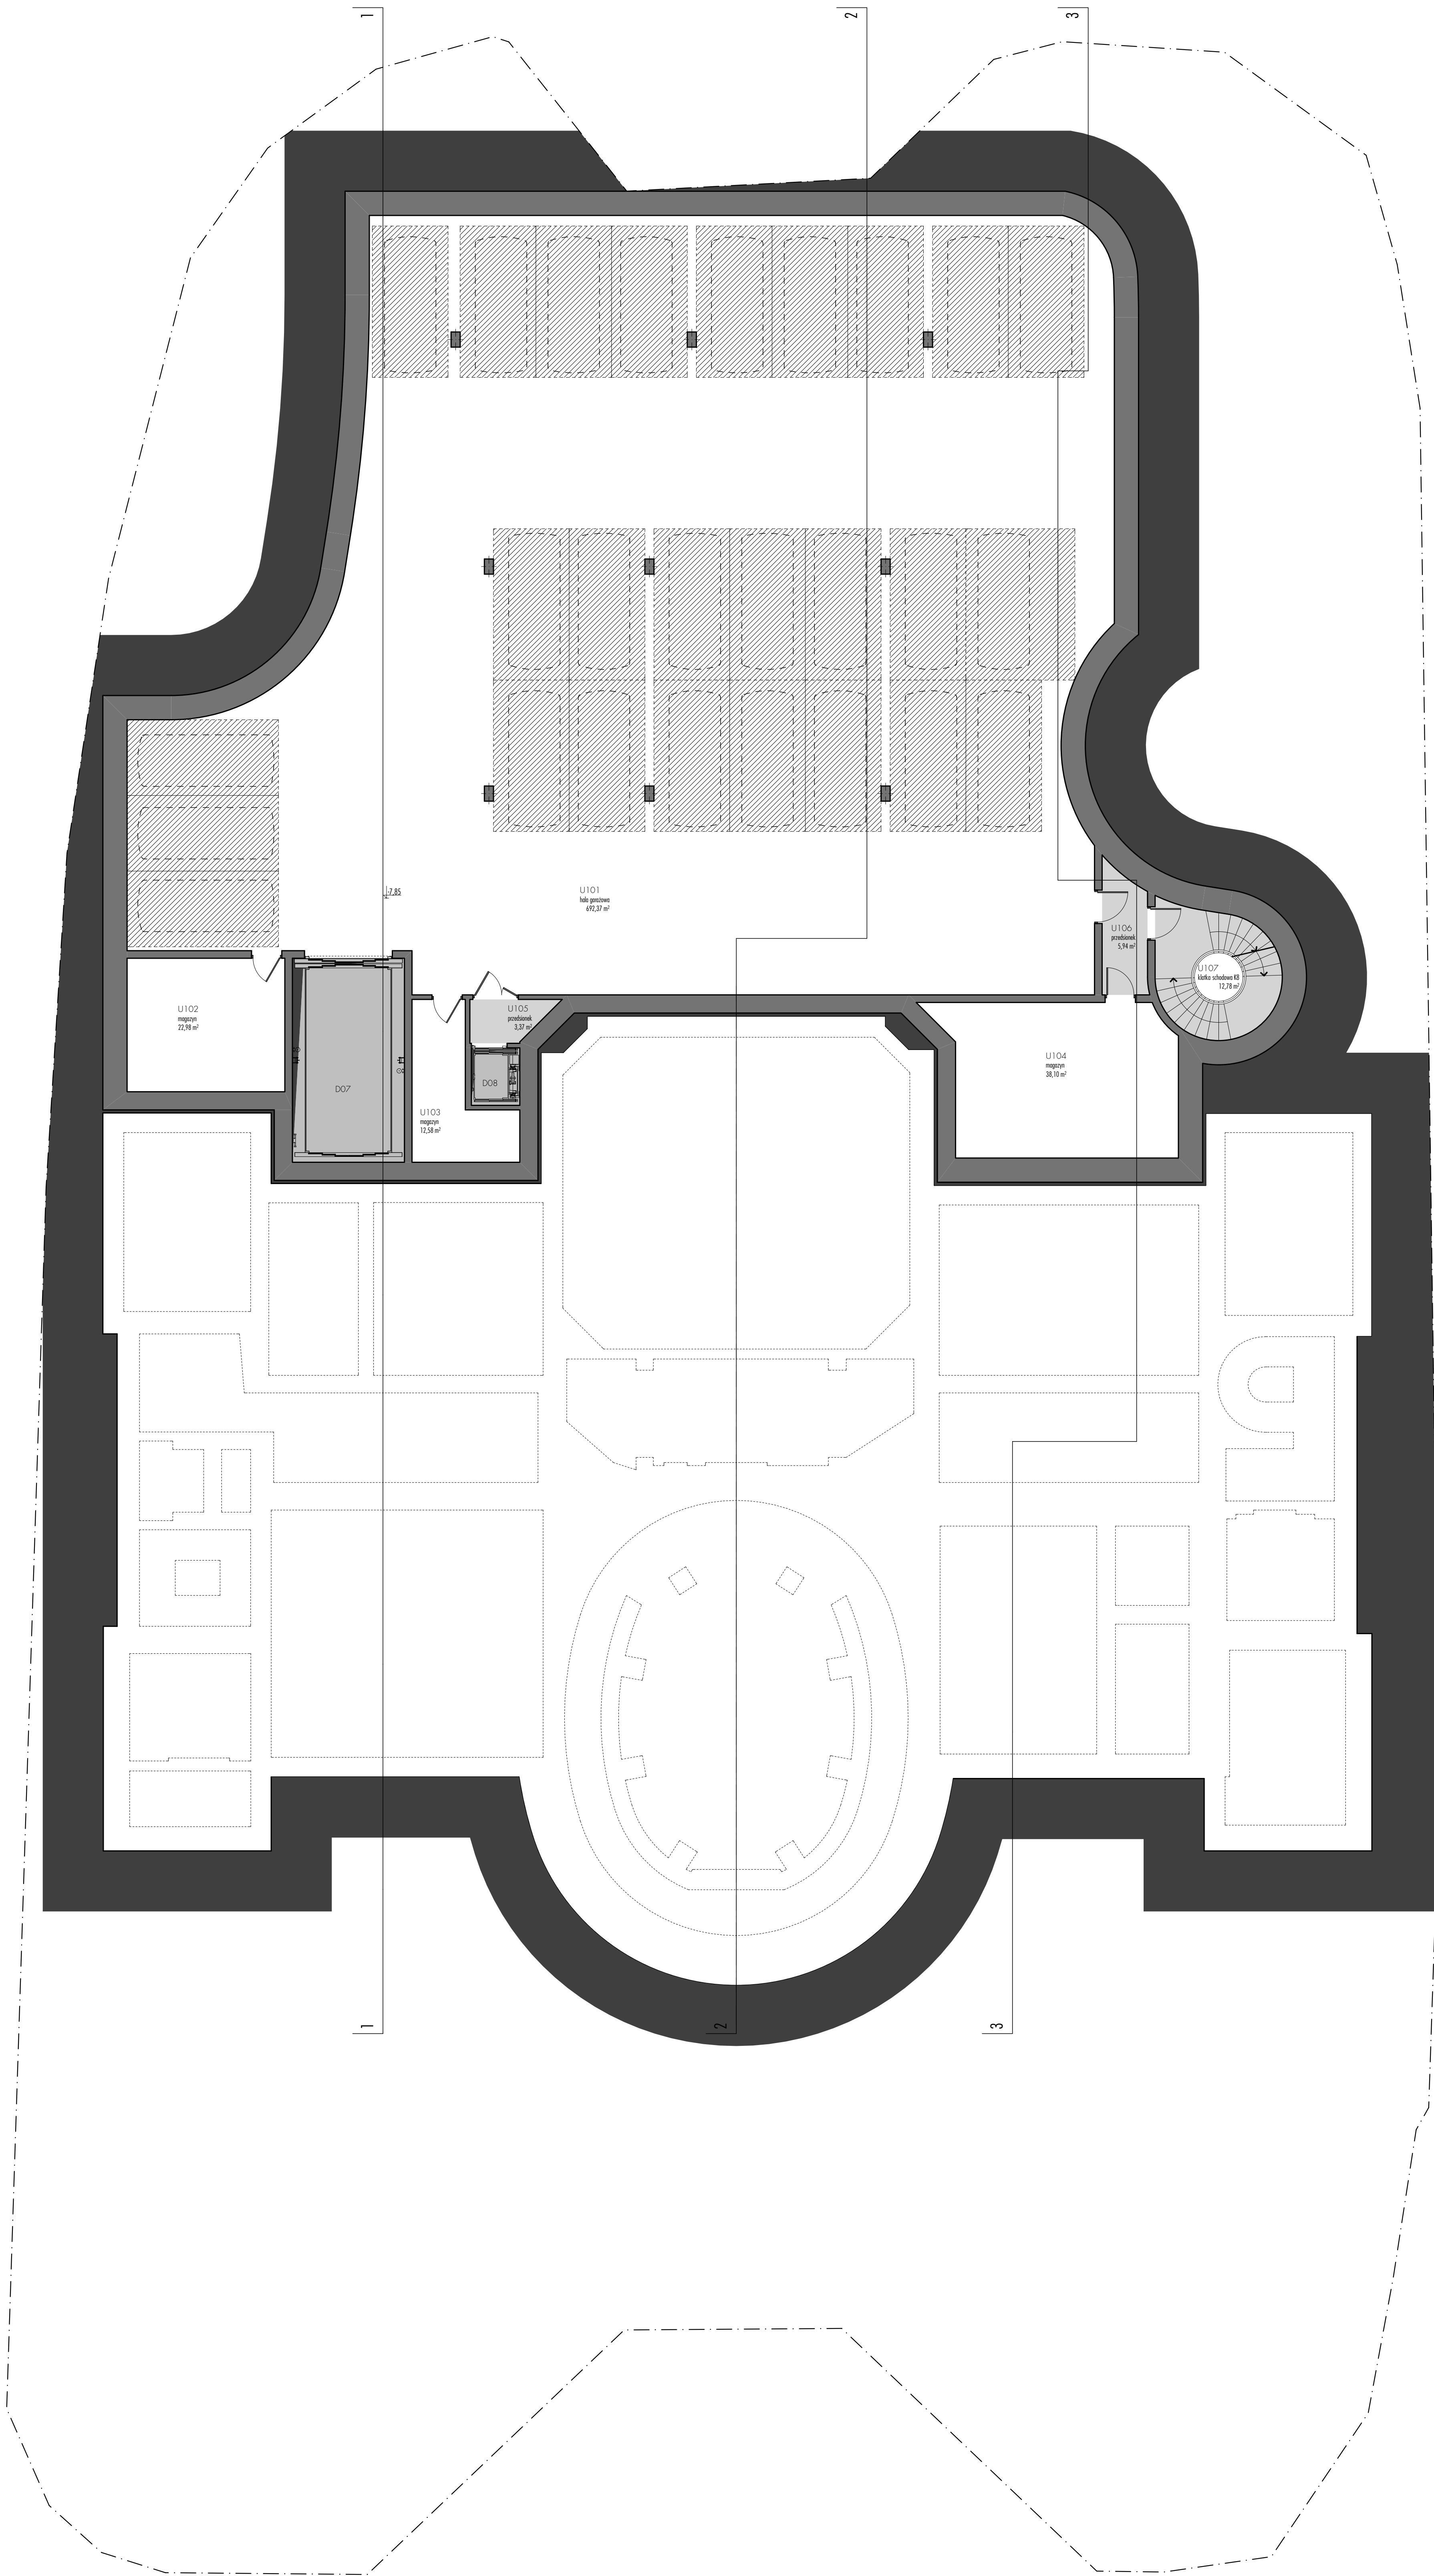 1
2
3
-7,85
U101
hala garażowa
692,37 m²
U106
przedsionek
5,94 m²
U107
klatka schodowa K8
12,78 m²
U102
magazyn
22,98 m²
U105
przedsionek
3,37 m²
U104
magazyn
38,10 m²
D07
D08
U103
magazyn
12,58 m²
1
2
3